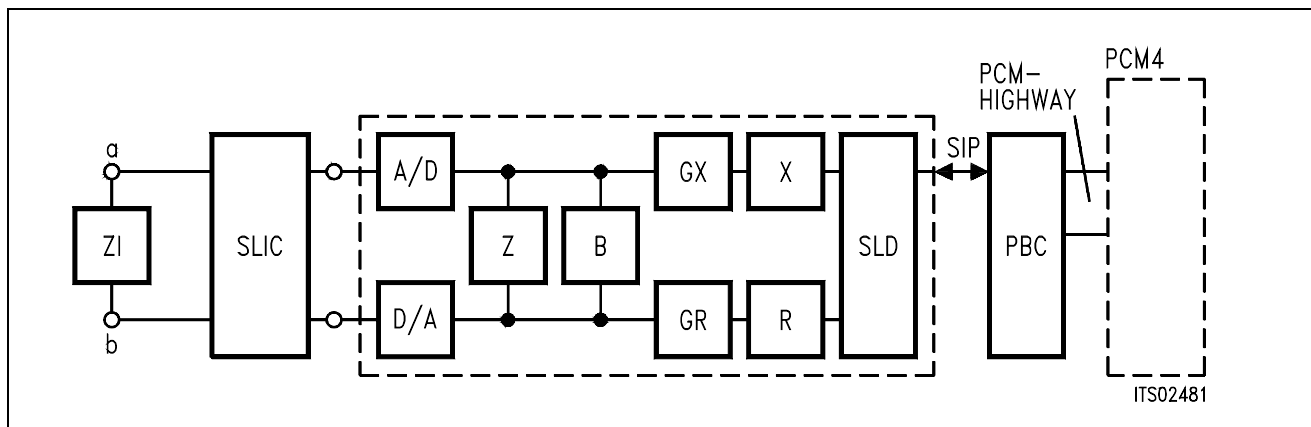 PCM4
PCM-
HIGHWAY
a
A/D
GX
X
SIP
ZI
SLIC
Z
B
SLD
PBC
D/A
GR
R
b
ITS02481